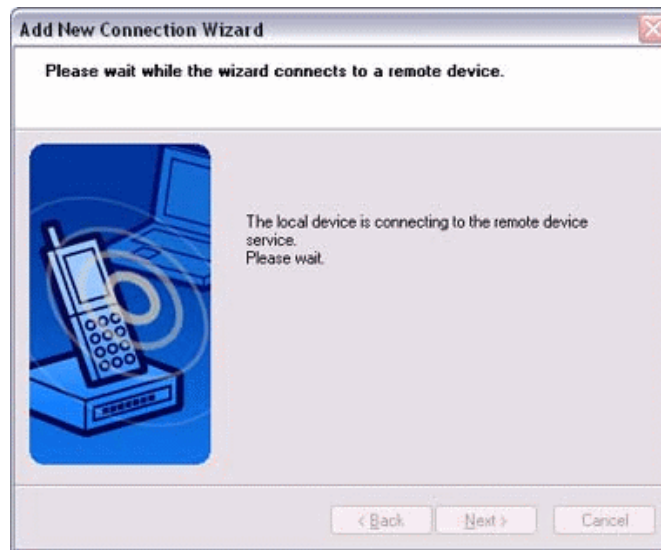 Add New Connection Wizard
Please wait while the wizard connects to a remote device.
The local device is connecting to the remote device
service.
Please wait.
< Back
Next >
Cancel